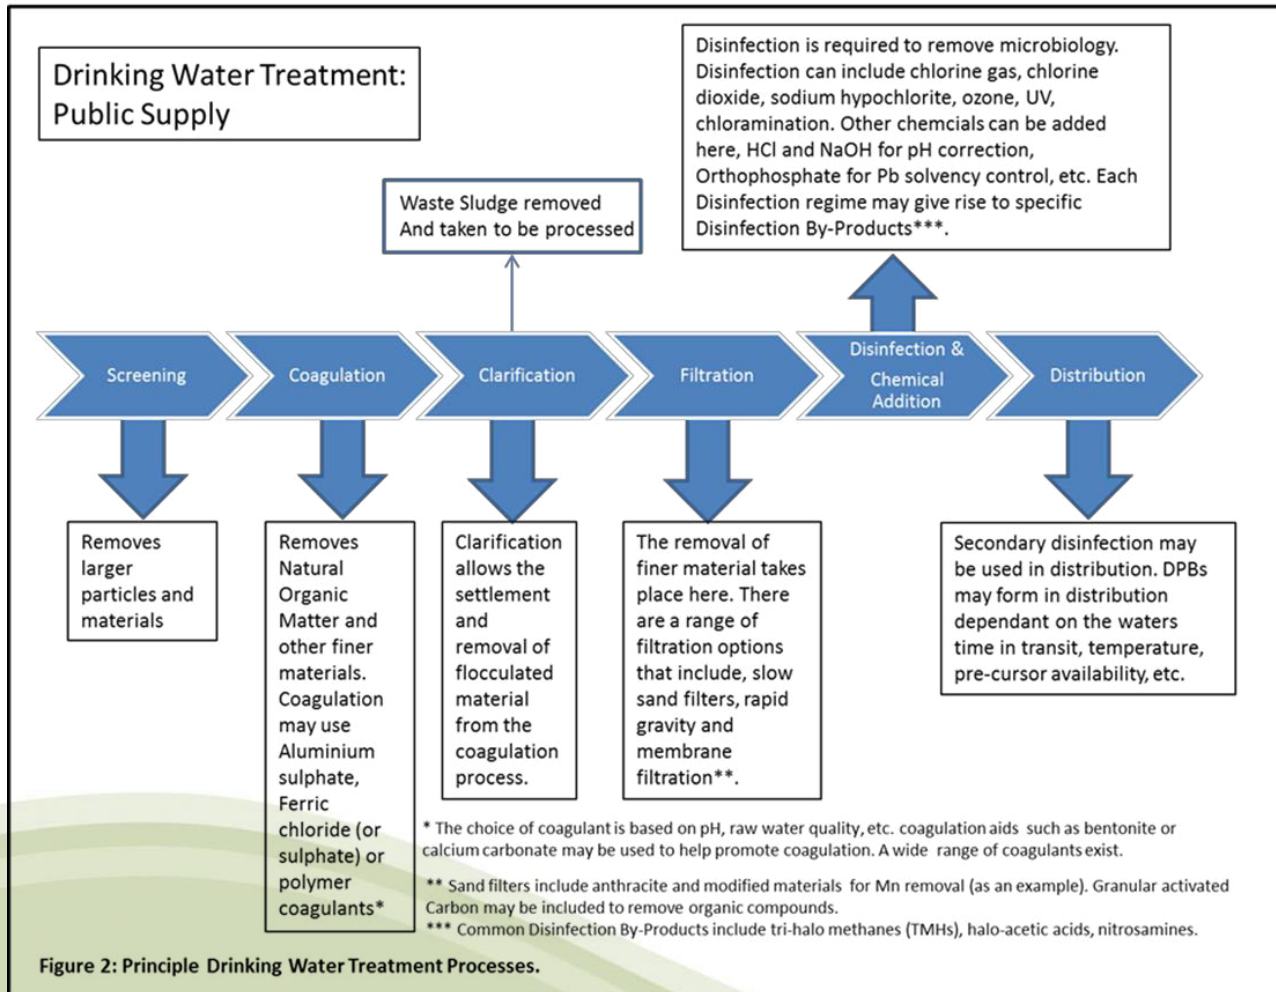 Drinking Water Treatment:
Public Supply
Disinfection is required to remove microbiology.
Disinfection can include chlorine gas, chlorine
dioxide, sodium hypochlorite, ozone, UV,
chloramination. Other chemcials can be added
here, HCl and NaOH for pH correction,
Orthophosphate for Pb solvency control, etc. Each
Disinfection regime may give rise to specific
Disinfection By-Products***.
Waste Sludge removed
And taken to be processed
Screening
Coagulation
Clarification
Filtration
Disinfection &
Chemical
Addition
Distribution
Removes
larger
particles and
materials
Removes
Natural
Organic
Matter and
other finer
materials.
Coagulation
may use
Aluminium
sulphate,
Ferric
chloride (or
sulphate) or
polymer
coagulants*
Clarification
allows the
settlement
and
removal of
flocculated
material
from the
coagulation
process.
The removal of
finer material takes
place here. There
are a range of
filtration options
that include, slow
sand filters, rapid
gravity and
membrane
filtration**.
Secondary disinfection may
be used in distribution. DPBs
may form in distribution
dependant on the waters
time in transit, temperature,
pre-cursor availability, etc.
* The choice of coagulant is based on pH, raw water quality, etc. coagulation aids such as bentonite or
calcium carbonate may be used to help promote coagulation. A wide range of coagulants exist.
** Sand filters include anthracite and modified materials for Mn removal (as an example). Granular activated
Carbon may be included to remove organic compounds.
*** Common Disinfection By-Products include tri-halo methanes (TMHs), halo-acetic acids, nitrosamines.
Figure 2: Principle Drinking Water Treatment Processes.